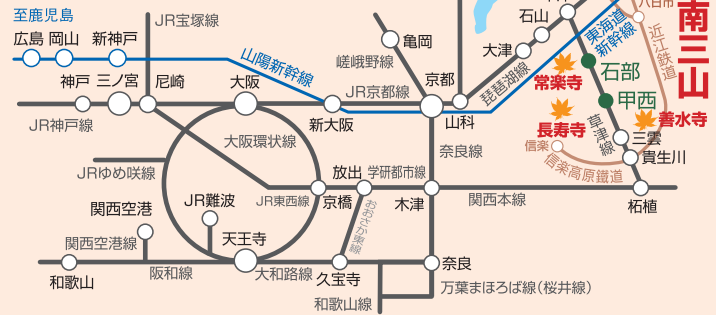 至鹿児島
広島
岡山
新神戸
JR宝塚線
山陽新幹線
亀岡
嵯峨野線
石山
大津
琵琶湖線
東海道
新幹線
八日市
近江鉄道
南三山
石部
甲西
常楽寺
長寿寺
善水寺
三雲
草津線
貴生川
信楽
信楽高原鐵道
柘植
神戸
三ノ宮
尼崎
大阪
新大阪
JR京都線
京都
山科
JR神戸線
大阪環状線
奈良線
JRゆめ咲線
放出
学研都市線
JR東西線
京橋
木津
関西本線
おおさか東線
関西空港
JR難波
関西空港線
天王寺
和歌山
阪和線
大和路線
久宝寺
奈良
和歌山線
万葉まほろば線(桜井線)